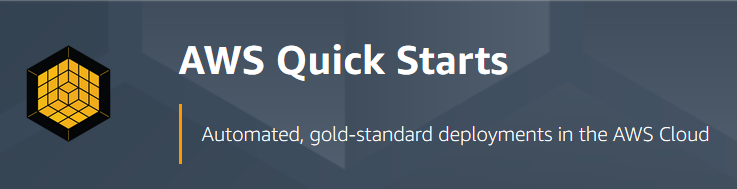 AWS Quick Starts
Automated, gold-standard deployments in the AWS Cloud